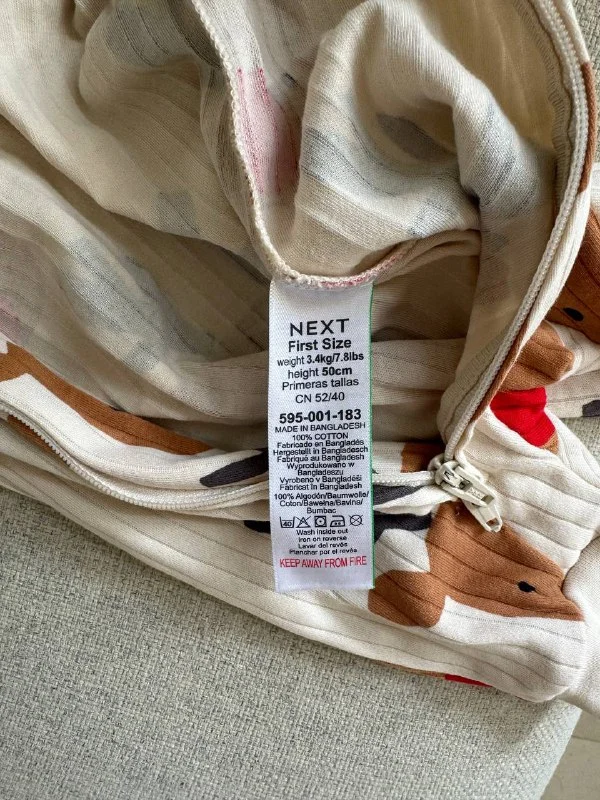 NEXT
First Size
weight 3.4kg/7.8lbs
height 50cm
Primeras tallas
CN 52/40
595-001-183
MADE IN BANGLADESH
100% COTTON
Fabricado en Bangladés
Hergestellt in Bangladesch
Fabriqué au Bangladesh
Wyprodukowano w
Bangladeszu
Vyrobeno v Bangladéši
Fabricat în Bangladesh
100% Algodón/Baumwolle/
Coton/Bawełna/Bavlna/
Bumbac
40
Wash inside out
Iron on reverse
Lavar del revés
Planchar por el revés
KEEP AWAY FROM FIRE